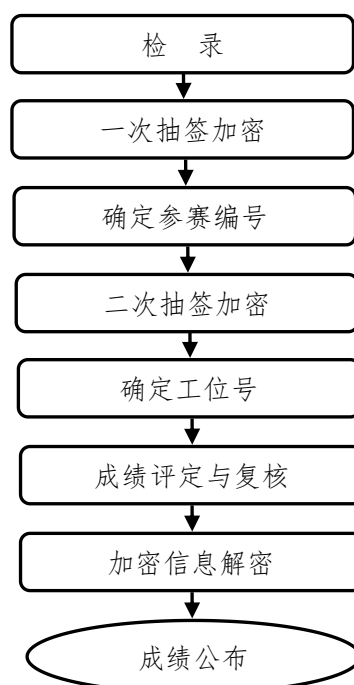 检 录
一次抽签加密
确定参赛编号
二次抽签加密
确定工位号
成绩评定与复核
加密信息解密
成绩公布